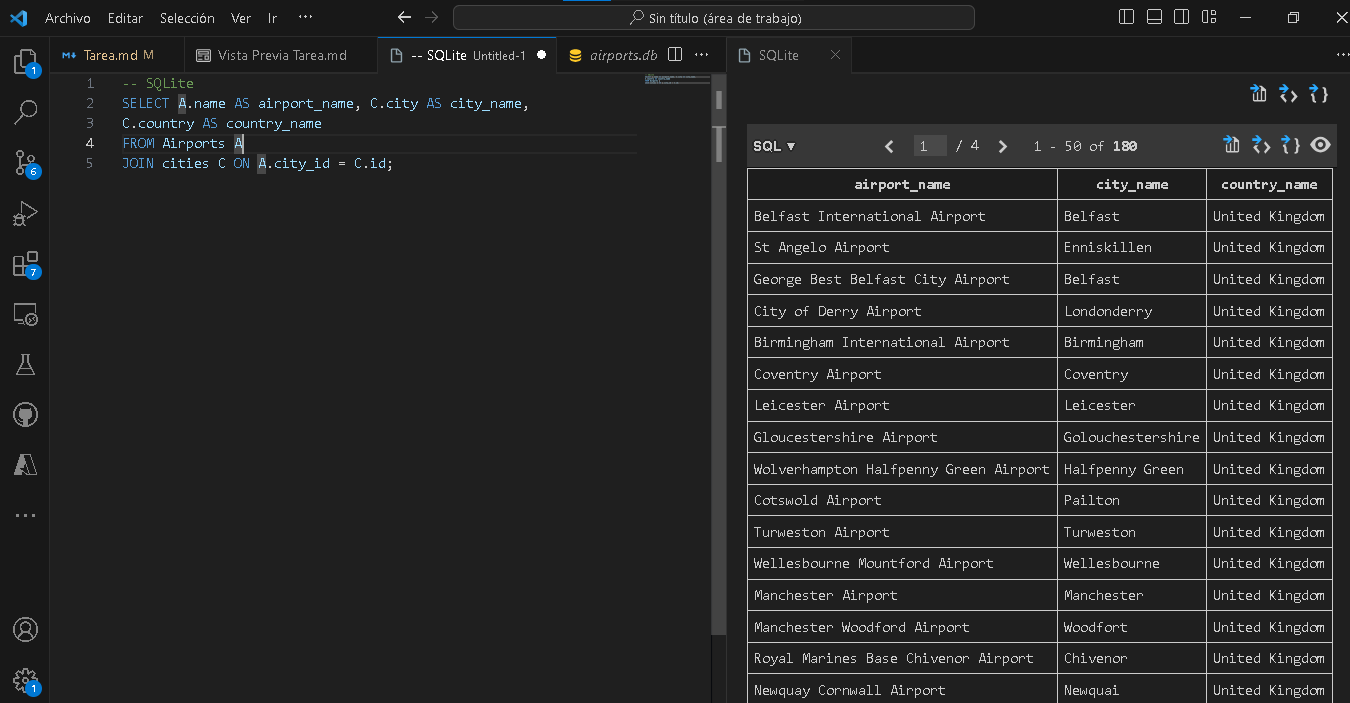 Archivo Editar Selección Ver Ir ··· Sin título (área de trabajo)
Tarea.md M Vista Previa Tarea.md -- SQLite Untitled-1 airports.db ··· SQLite
1 -- SQLite
2 SELECT A.name AS airport_name, C.city AS city_name,
3 C.country AS country_name
4 FROM Airports A
5 JOIN cities C ON A.city_id = C.id;
1
6
7
1
SQL ▼ 1 / 4 1 - 50 of 180
airport_name city_name country_name
Belfast International Airport Belfast United Kingdom
St Angelo Airport Enniskillen United Kingdom
George Best Belfast City Airport Belfast United Kingdom
City of Derry Airport Londonderry United Kingdom
Birmingham International Airport Birmingham United Kingdom
Coventry Airport Coventry United Kingdom
Leicester Airport Leicester United Kingdom
Gloucestershire Airport Golouchestershire United Kingdom
Wolverhampton Halfpenny Green Airport Halfpenny Green United Kingdom
Cotswold Airport Pailton United Kingdom
Turweston Airport Turweston United Kingdom
Wellesbourne Mountford Airport Wellesbourne United Kingdom
Manchester Airport Manchester United Kingdom
Manchester Woodford Airport Woodfort United Kingdom
Royal Marines Base Chivenor Airport Chivenor United Kingdom
Newquay Cornwall Airport Newquai United Kingdom